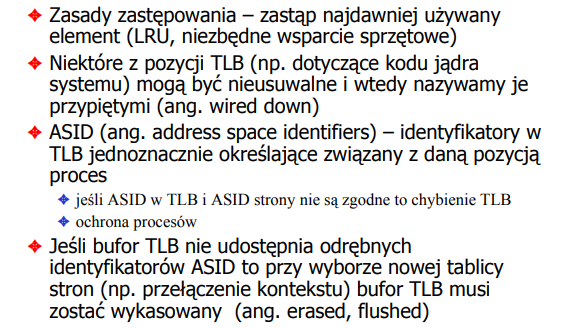 Zasady zastępowania – zastąp najdawniej używany
element (LRU, niezbędne wsparcie sprzętowe)
Niektóre z pozycji TLB (np. dotyczące kodu jądra
systemu) mogą być nieusuwalne i wtedy nazywamy je
przypiętymi (ang. wired down)
ASID (ang. address space identifiers) – identyfikatory w
TLB jednoznacznie określające związany z daną pozycją
proces
jeśli ASID w TLB i ASID strony nie są zgodne to chybienie TLB
ochrona procesów
Jeśli bufor TLB nie udostępnia odrębnych
identyfikatorów ASID to przy wyborze nowej tablicy
stron (np. przełączenie kontekstu) bufor TLB musi
zostać wykasowany (ang. erased, flushed)